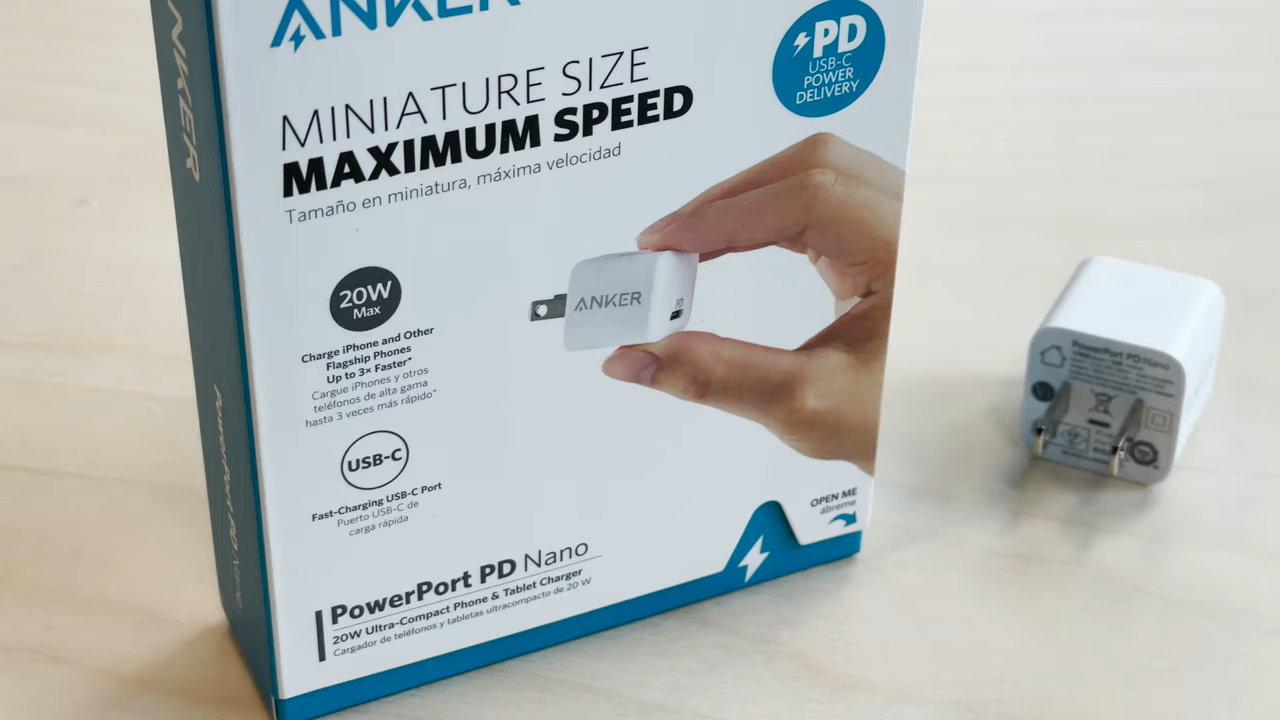 ANKER
MINIATURE SIZE
MAXIMUM SPEED
Tamaño en miniatura, máxima velocidad
PD
USB-C
POWER
DELIVERY
20W
Max
Charge iPhone and Other
Flagship Phones
Up to 3× Faster*
Cargue iPhones y otros
teléfonos de alta gama
hasta 3 veces más rápido*
USB-C
Fast-Charging USB-C Port
Puerto USB-C de
carga rápida
ANKER
PD
OPEN ME
ábreme
PowerPort PD Nano
20W Ultra-Compact Phone & Tablet Charger
Cargador de teléfonos y tabletas ultracompacto de 20 W
ANKER
PowerPort PD Nano
PowerPort PD Nano